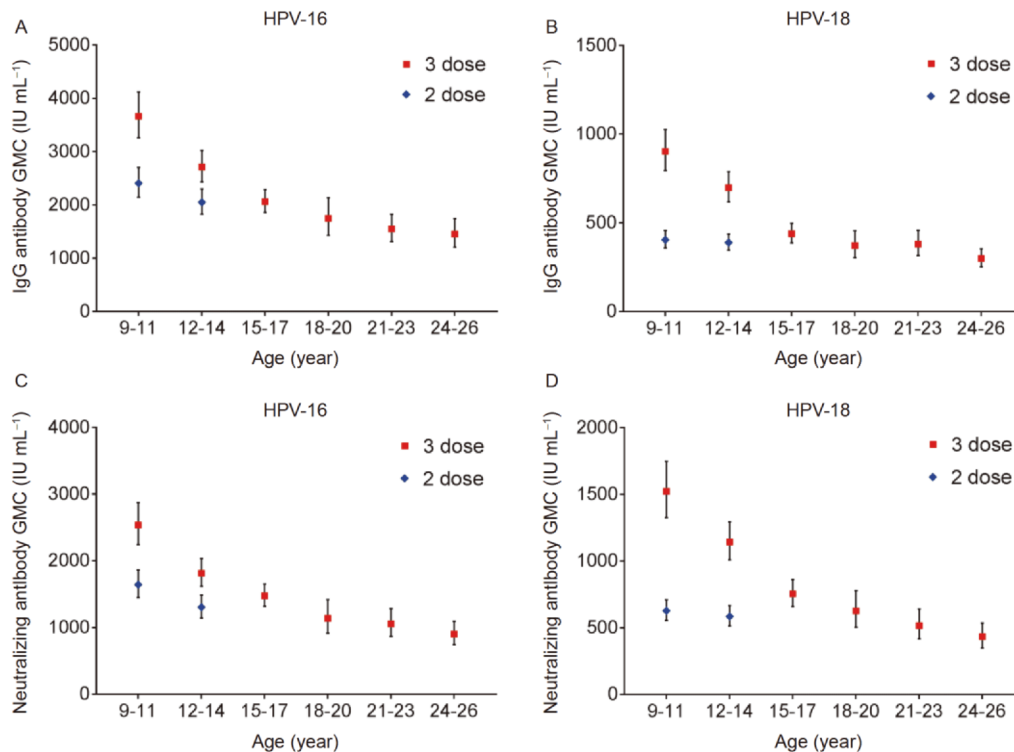 A
HPV-16
5000
4000
3000
2000
1000
0
IgG antibody GMC (IU mL⁻¹)
3 dose
2 dose
9-11 12-14 15-17 18-20 21-23 24-26
Age (year)
B
HPV-18
1500
1000
500
0
IgG antibody GMC (IU mL⁻¹)
3 dose
2 dose
9-11 12-14 15-17 18-20 21-23 24-26
Age (year)
C
HPV-16
4000
3000
2000
1000
0
Neutralizing antibody GMC (IU mL⁻¹)
3 dose
2 dose
9-11 12-14 15-17 18-20 21-23 24-26
Age (year)
D
HPV-18
2000
1500
1000
500
0
Neutralizing antibody GMC (IU mL⁻¹)
3 dose
2 dose
9-11 12-14 15-17 18-20 21-23 24-26
Age (year)